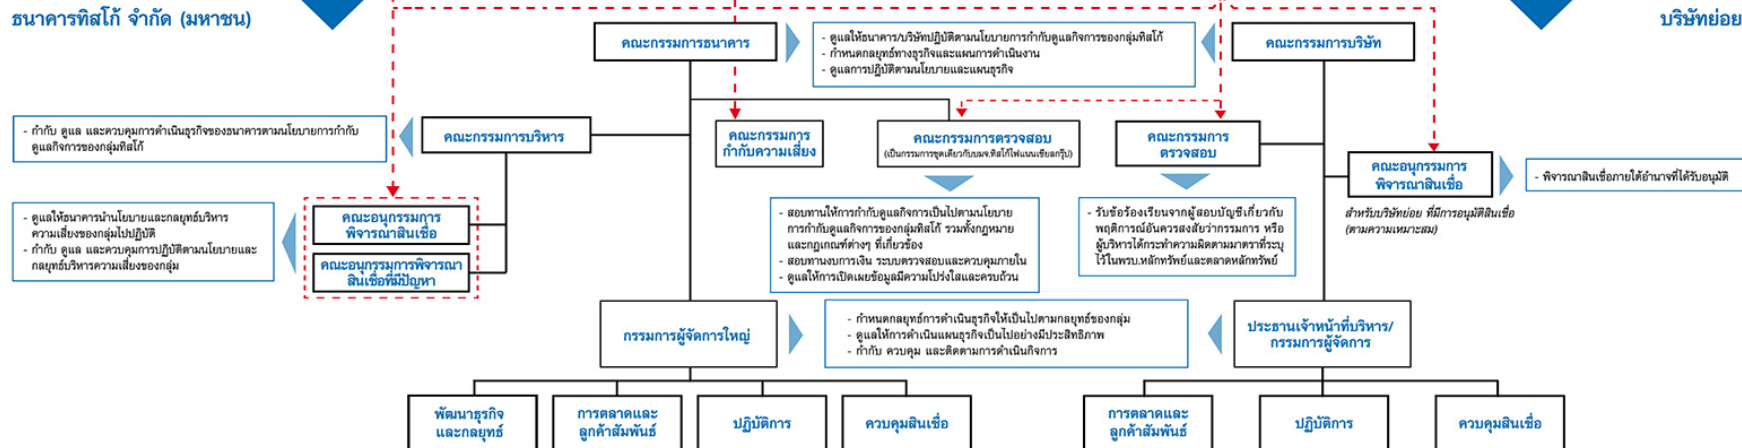 ธนาคารทิสโก้ จำกัด (มหาชน)
บริษัทย่อย
คณะกรรมการธนาคาร
- ดูแลให้ธนาคาร/บริษัทปฏิบัติตามนโยบายการกำกับดูแลกิจการของกลุ่มทิสโก้
- กำหนดกลยุทธ์ทางธุรกิจและแผนการดำเนินงาน
- ดูแลการปฏิบัติตามนโยบายและแผนธุรกิจ
คณะกรรมการบริษัท
- กำกับ ดูแล และควบคุมการดำเนินธุรกิจของธนาคารตามนโยบายการกำกับ
ดูแลกิจการของกลุ่มทิสโก้
คณะกรรมการบริหาร
คณะกรรมการ
กำกับความเสี่ยง
คณะกรรมการตรวจสอบ
(เป็นกรรมการชุดเดียวกับบมจ.ทิสโก้ไฟแนนเชียลกรุ๊ป)
คณะกรรมการ
ตรวจสอบ
คณะอนุกรรมการ
พิจารณาสินเชื่อ
- พิจารณาสินเชื่อภายใต้อำนาจที่ได้รับอนุมัติ
สำหรับบริษัทย่อย ที่มีการอนุมัติสินเชื่อ
(ตามความเหมาะสม)
- ดูแลให้ธนาคารนำนโยบายและกลยุทธ์บริหาร
ความเสี่ยงของกลุ่มไปปฏิบัติ
- กำกับ ดูแล และควบคุมการปฏิบัติตามนโยบายและ
กลยุทธ์บริหารความเสี่ยงของกลุ่ม
คณะอนุกรรมการ
พิจารณาสินเชื่อ
คณะอนุกรรมการพิจารณา
สินเชื่อที่มีปัญหา
- สอบทานให้การกำกับดูแลกิจการเป็นไปตามนโยบาย
การกำกับดูแลกิจการของกลุ่มทิสโก้ รวมทั้งกฎหมาย
และกฎเกณฑ์ต่างๆ ที่เกี่ยวข้อง
- สอบทานงบการเงิน ระบบตรวจสอบและควบคุมภายใน
- ดูแลให้การเปิดเผยข้อมูลมีความโปร่งใสและครบถ้วน
- รับข้อร้องเรียนจากผู้สอบบัญชีเกี่ยวกับ
พฤติการณ์อันควรสงสัยว่ากรรมการ หรือ
ผู้บริหารได้กระทำความผิดตามมาตราที่ระบุ
ไว้ในพรบ.หลักทรัพย์และตลาดหลักทรัพย์
กรรมการผู้จัดการใหญ่
- กำหนดกลยุทธ์การดำเนินธุรกิจให้เป็นไปตามกลยุทธ์ของกลุ่ม
- ดูแลให้การดำเนินแผนธุรกิจเป็นไปอย่างมีประสิทธิภาพ
- กำกับ ควบคุม และติดตามการดำเนินกิจการ
ประธานเจ้าหน้าที่บริหาร/
กรรมการผู้จัดการ
พัฒนาธุรกิจ
และกลยุทธ์
การตลาดและ
ลูกค้าสัมพันธ์
ปฏิบัติการ
ควบคุมสินเชื่อ
การตลาดและ
ลูกค้าสัมพันธ์
ปฏิบัติการ
ควบคุมสินเชื่อ